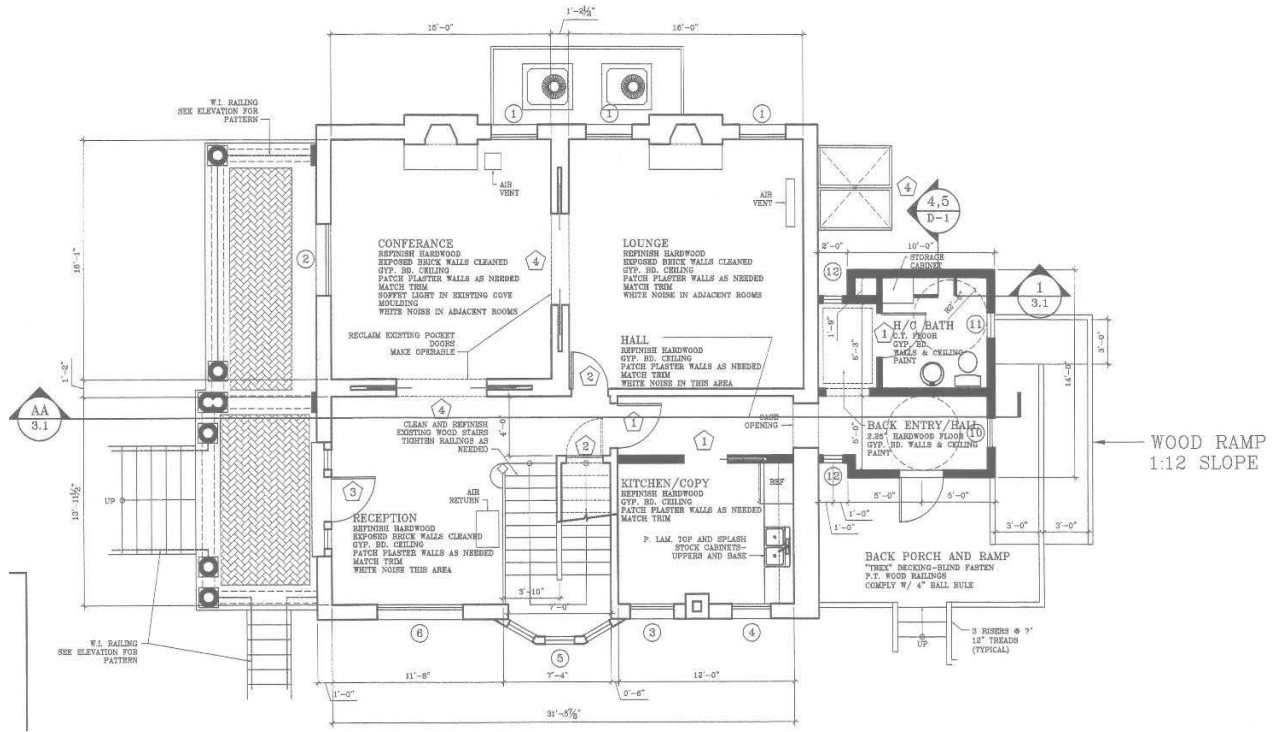 1'-2½"
15'-0"
16'-0"
W.I. RAILING
SEE ELEVATION FOR
PATTERN
1
1
1
AIR
VENT
AIR
VENT
4
4,5
D-1
16'-1"
2
CONFERANCE
REFINISH HARDWOOD
EXPOSED BRICK WALLS CLEANED
GYP. BD. CEILING
PATCH PLASTER WALLS AS NEEDED
MATCH TRIM
SOFFET LIGHT IN EXISTING COVE
MOULDING
WHITE NOISE IN ADJACENT ROOMS
4
LOUNGE
REFINISH HARDWOOD
EXPOSED BRICK WALLS CLEANED
GYP. BD. CEILING
PATCH PLASTER WALLS AS NEEDED
MATCH TRIM
WHITE NOISE IN ADJACENT ROOMS
2'-0"
10'-0"
STORAGE
CABINET
12
1
3.1
1'-9"
6'-3"
1
H/C BATH
C.T. FLOOR
GYP. BD.
WALLS & CEILING
PAINT
11
3'-0"
14'-0"
RECLAIM EXISTING POCKET
DOORS
MAKE OPERABLE
HALL
REFINISH HARDWOOD
GYP. BD. CEILING
PATCH PLASTER WALLS AS NEEDED
MATCH TRIM
WHITE NOISE IN THIS AREA
2
1'-2"
AA
3.1
4
CLEAN AND REFINISH
EXISTING WOOD STAIRS
TIGHTEN RAILINGS AS
NEEDED
4'-0"
1
OPENING
BACK ENTRY/HALL
2.25" HARDWOOD FLOOR
GYP. BD. WALLS & CEILING
PAINT
10
WOOD RAMP
1:12 SLOPE
2
1
12
UP
13'-11½"
3
AIR
RETURN
KITCHEN/COPY
REFINISH HARDWOOD
GYP. BD. CEILING
PATCH PLASTER WALLS AS NEEDED
MATCH TRIM
REF
5'-0"
5'-0"
1'-0"
1'-0"
3'-0"
3'-0"
RECEPTION
REFINISH HARDWOOD
EXPOSED BRICK WALLS CLEANED
GYP. BD. CEILING
PATCH PLASTER WALLS AS NEEDED
MATCH TRIM
WHITE NOISE THIS AREA
P. LAM. TOP AND SPLASH
STOCK CABINETS-
UPPERS AND BASE
BACK PORCH AND RAMP
"TREX" DECKING-BLIND FASTEN
P.T. WOOD RAILINGS
COMPLY W/ 4" BALL RULE
3'-10"
7'-0"
6
5
3
4
UP
3 RISERS @ 7"
12" TREADS
(TYPICAL)
W.I. RAILING
SEE ELEVATION FOR
PATTERN
1'-0"
11'-6"
7'-4"
0'-6"
12'-0"
31'-5⅞"